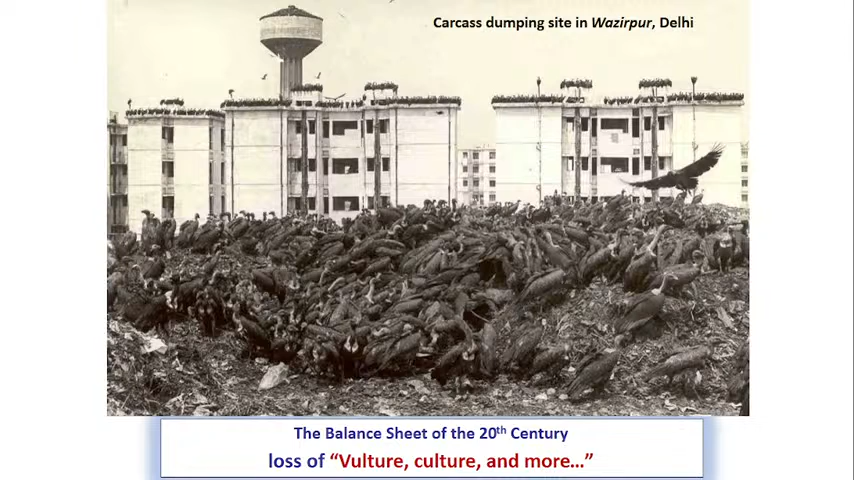 Carcass dumping site in Wazirpur, Delhi
The Balance Sheet of the 20th Century
loss of “Vulture, culture, and more…”